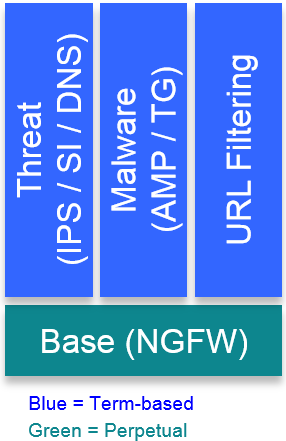 Threat
(IPS / SI / DNS)
Malware
(AMP / TG)
URL Filtering
Base (NGFW)
Blue = Term-based
Green = Perpetual